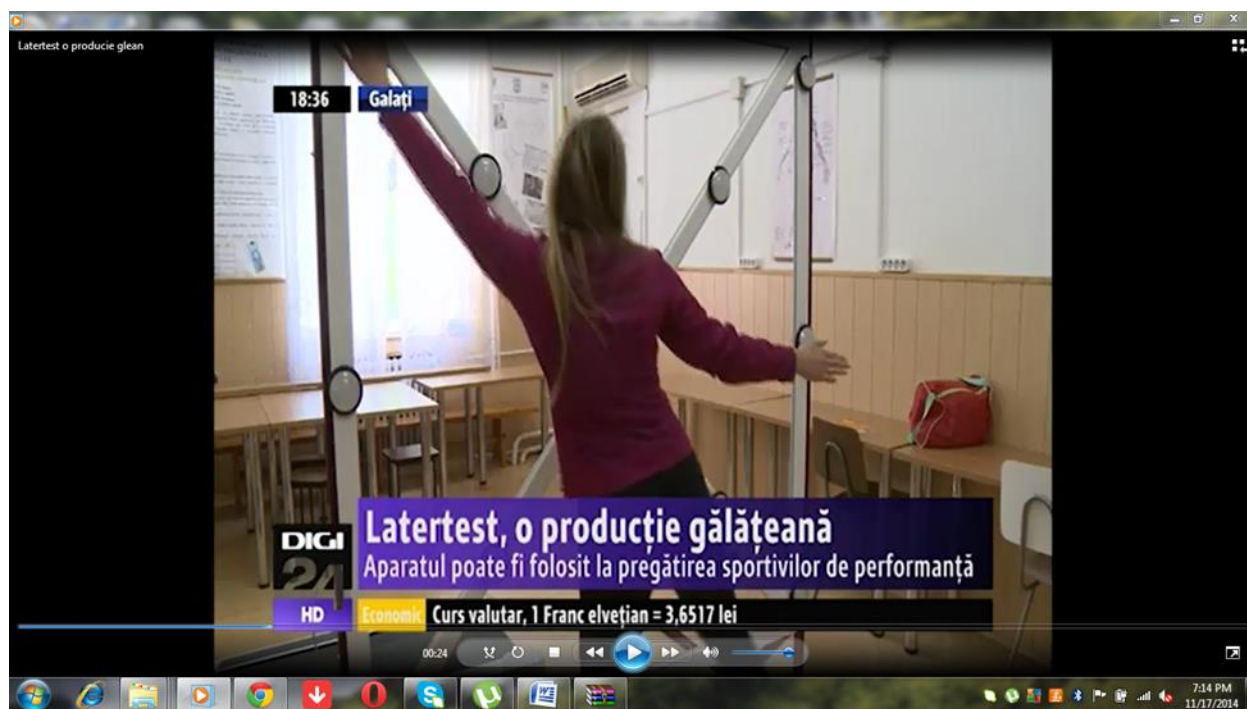 Latertest o producie glean
18:36 Galați
DIGI
24
HD
Latertest, o producție gălățeană
Aparatul poate fi folosit la pregătirea sportivilor de performanță
Economic Curs valutar, 1 Franc elvețian = 3,6517 lei
00:24
7:14 PM
11/17/2014